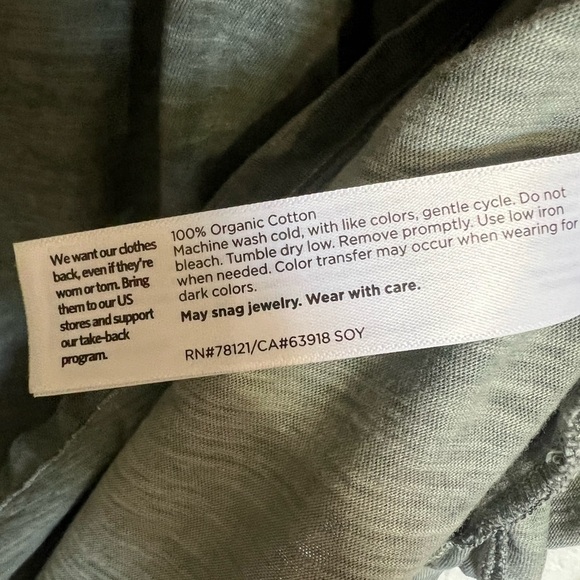 We want our clothes
back, even if they're
worn or torn. Bring
them to our US
stores and support
our take-back
program.
100% Organic Cotton
Machine wash cold, with like colors, gentle cycle. Do not
bleach. Tumble dry low. Remove promptly. Use low iron
when needed. Color transfer may occur when wearing for
dark colors.
May snag jewelry. Wear with care.
RN#78121/CA#63918 SOY